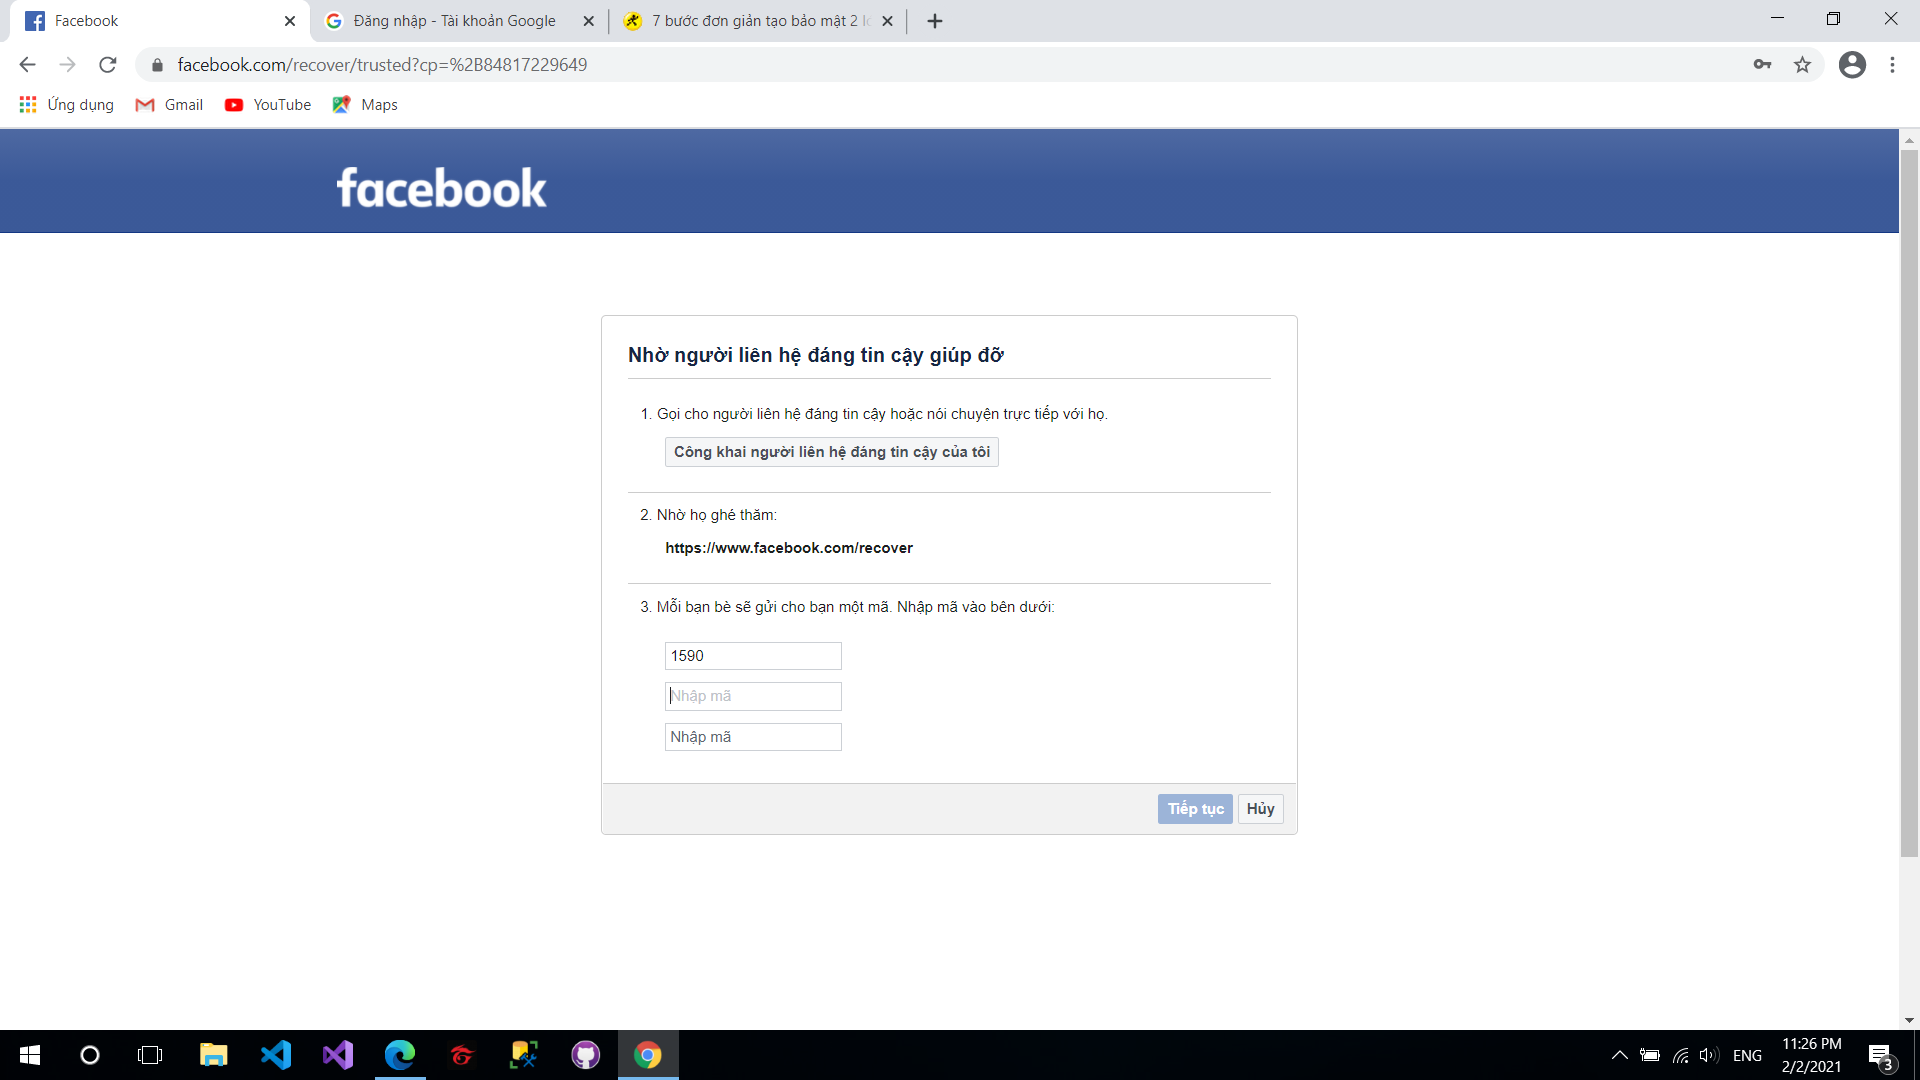 Facebook
Đăng nhập - Tài khoản Google
7 bước đơn giản tạo bảo mật 2 l
facebook.com/recover/trusted?cp=%2B84817229649
Ứng dụng
Gmail
YouTube
Maps
facebook
Nhờ người liên hệ đáng tin cậy giúp đỡ
1. Gọi cho người liên hệ đáng tin cậy hoặc nói chuyện trực tiếp với họ.
Công khai người liên hệ đáng tin cậy của tôi
2. Nhờ họ ghé thăm:
https://www.facebook.com/recover
3. Mỗi bạn bè sẽ gửi cho bạn một mã. Nhập mã vào bên dưới:
1590
Nhập mã
Nhập mã
Tiếp tục
Hủy
ENG
11:26 PM
2/2/2021
3